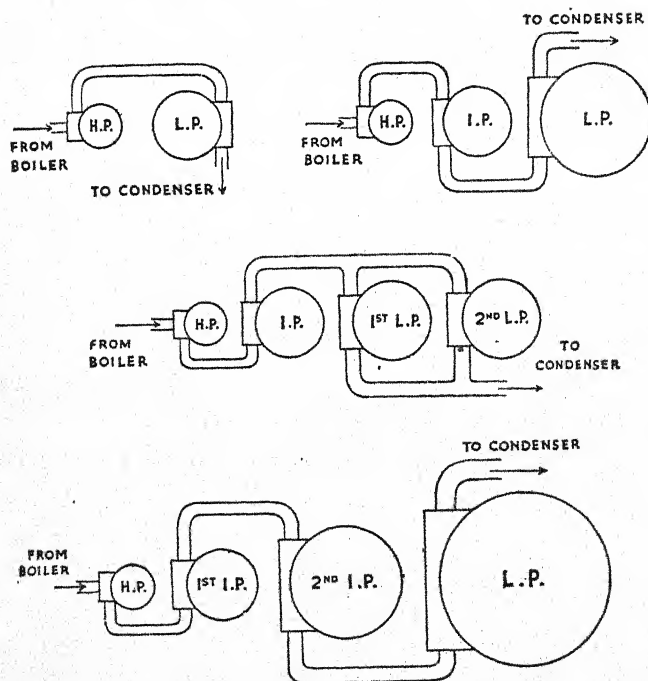 H.P.
L.P.
FROM
BOILER
TO CONDENSER
TO CONDENSER
H.P.
I.P.
L.P.
FROM
BOILER
H.P.
I.P.
1ST L.P.
2ND L.P.
FROM
BOILER
TO
CONDENSER
TO CONDENSER
FROM
BOILER
H.P.
1ST I.P.
2ND I.P.
L.P.